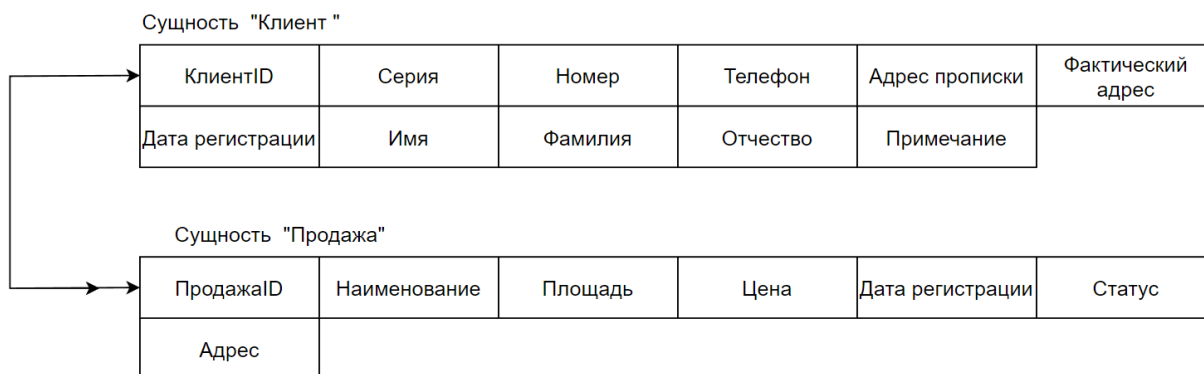 Сущность "Клиент "
КлиентID Серия Номер Телефон Адрес прописки Фактический адрес
Дата регистрации Имя Фамилия Отчество Примечание
Сущность "Продажа"
ПродажаID Наименование Площадь Цена Дата регистрации Статус
Адрес